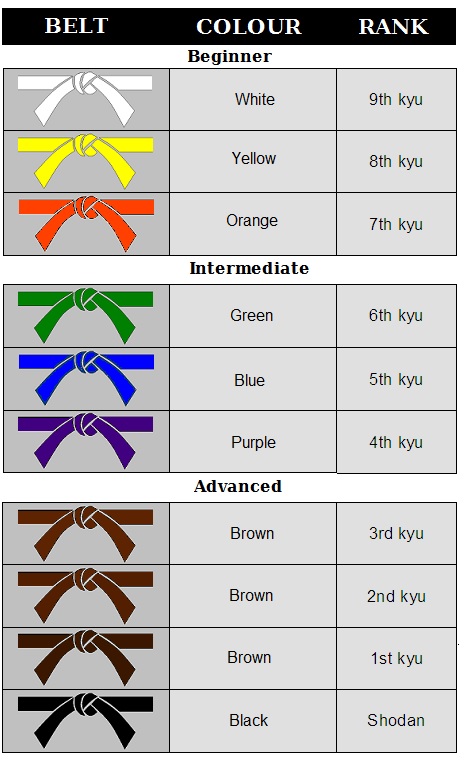 BELT COLOUR RANK
Beginner
White 9th kyu
Yellow 8th kyu
Orange 7th kyu
Intermediate
Green 6th kyu
Blue 5th kyu
Purple 4th kyu
Advanced
Brown 3rd kyu
Brown 2nd kyu
Brown 1st kyu
Black Shodan